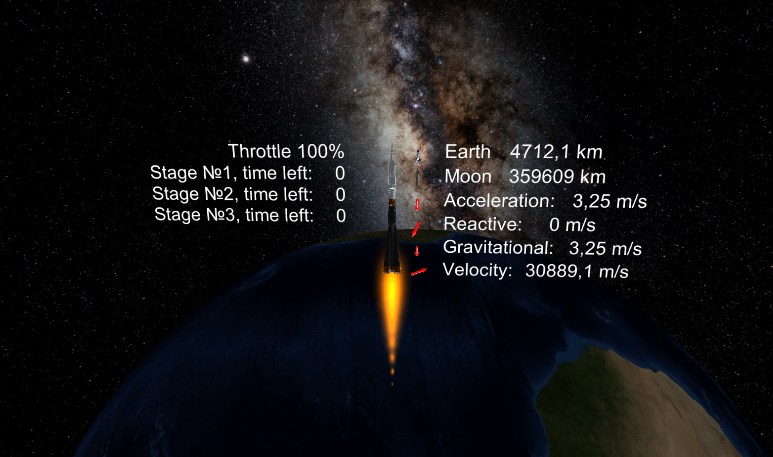 Throttle 100%
Stage №1, time left: 0
Stage №2, time left: 0
Stage №3, time left: 0
Earth 4712,1 km
Moon 359609 km
Acceleration: 3,25 m/s
Reactive: 0 m/s
Gravitational: 3,25 m/s
Velocity: 30889,1 m/s